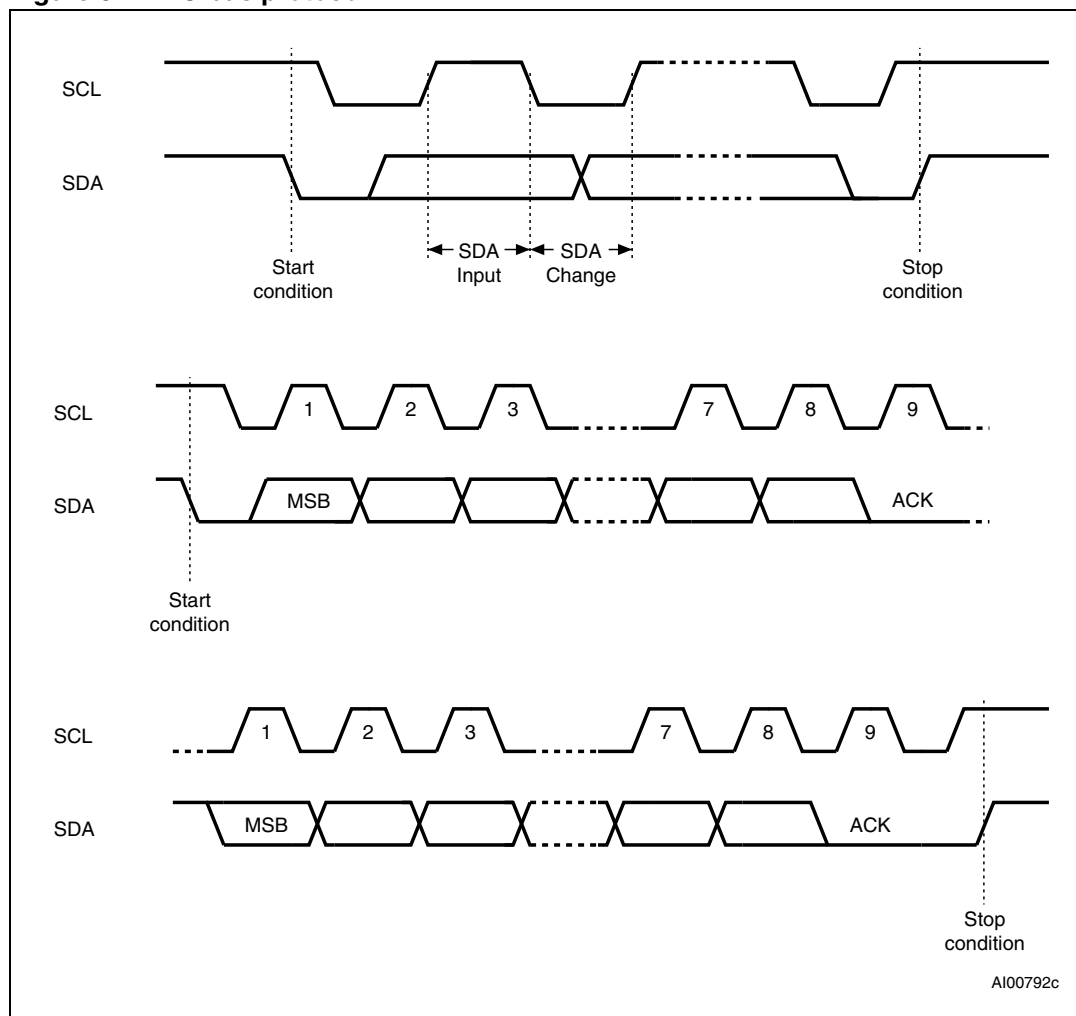 SCL
SDA
SDA
Input
SDA
Change
Start
condition
Stop
condition
SCL
1 2 3 7 8 9
SDA
MSB ACK
Start
condition
SCL
1 2 3 7 8 9
SDA
MSB ACK
Stop
condition
AI00792c